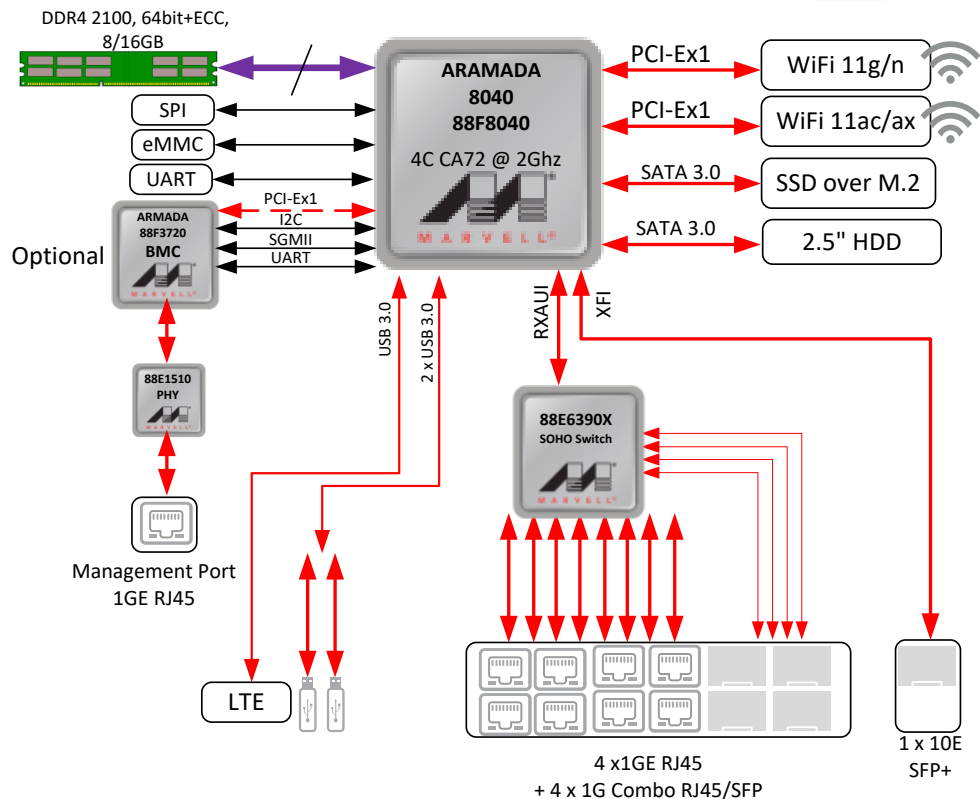 DDR4 2100, 64bit+ECC,
8/16GB
SPI
eMMC
UART
ARAMADA
8040
88F8040
4C CA72 @ 2Ghz
MARVELL®
PCI-Ex1
WiFi 11g/n
PCI-Ex1
WiFi 11ac/ax
SATA 3.0
SSD over M.2
SATA 3.0
2.5" HDD
Optional
ARMADA
88F3720
BMC
MARVELL®
PCI-Ex1
I2C
SGMII
UART
USB 3.0
2 x USB 3.0
RXAUI
XFI
88E1510
PHY
MARVELL®
88E6390X
SOHO Switch
MARVELL®
Management Port
1GE RJ45
LTE
4 x1GE RJ45
+ 4 x 1G Combo RJ45/SFP
1 x 10E
SFP+